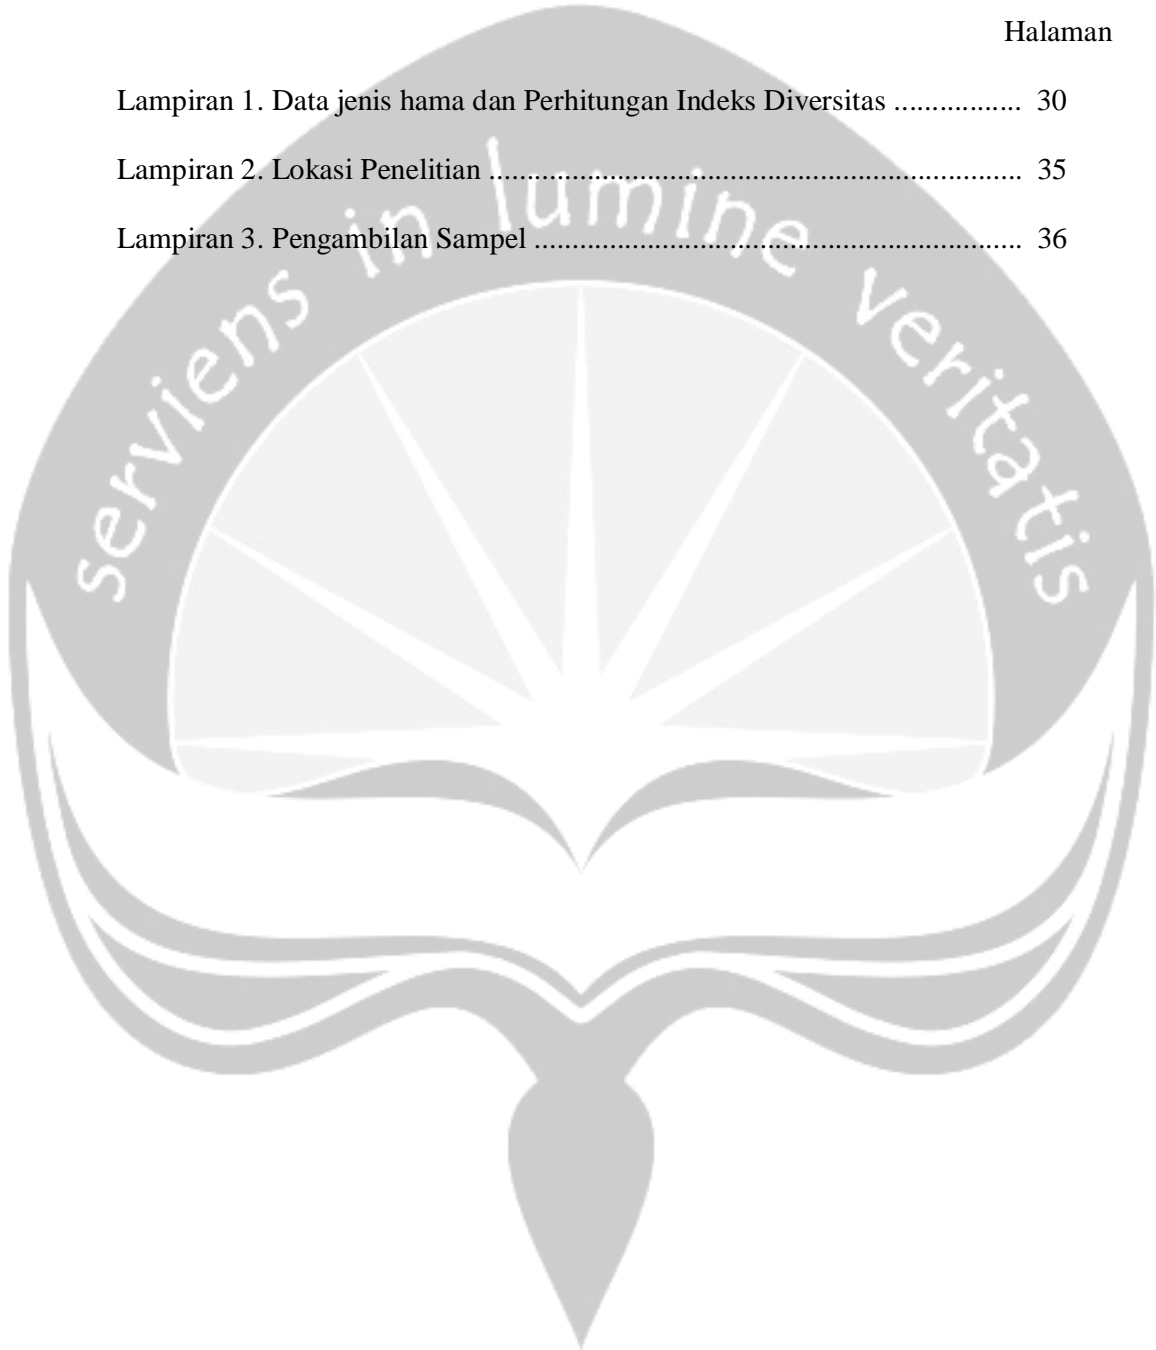 Halaman
Lampiran 1. Data jenis hama dan Perhitungan Indeks Diversitas ................. 30
Lampiran 2. Lokasi Penelitian ...................................................................... 35
Lampiran 3. Pengambilan Sampel ................................................................ 36
serviens in lumine veritatis